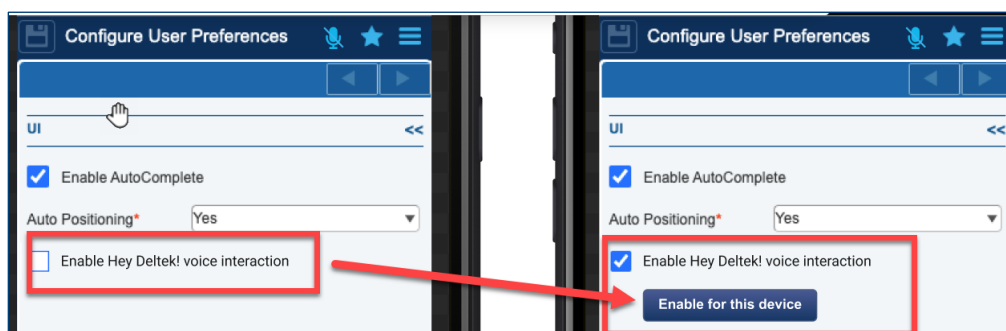 Configure User Preferences
UI <<
Enable AutoComplete
Auto Positioning* Yes
Enable Hey Deltek! voice interaction
Configure User Preferences
UI <<
Enable AutoComplete
Auto Positioning* Yes
Enable Hey Deltek! voice interaction
Enable for this device